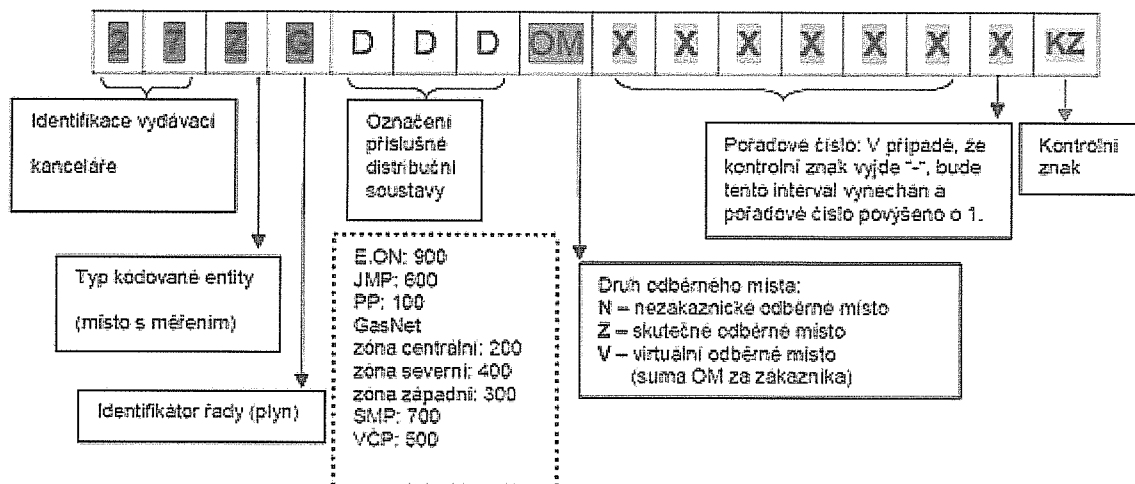 2 7 Z G D D D OM X X X X X X X KZ
Identifikace vydávací
kanceláře
Označení
příslušné
distribuční
soustavy
Pořadové číslo: V případě, že
kontrolní znak vyjde "-", bude
tento interval vynechán a
pořadové číslo povýšeno o 1.
Kontrolní
znak
Typ kódované entity
(místo s měřením)
E.ON: 900
JMP: 600
PP: 100
GasNet
zóna centrální: 200
zóna severní: 400
zóna západní: 300
SMP: 700
VČP: 500
Druh odběrného místa:
N – nezákaznické odběrné místo
Z – skutečné odběrné místo
V – virtuální odběrné místo
(suma OM za zákazníka)
Identifikátor řady (plyn)